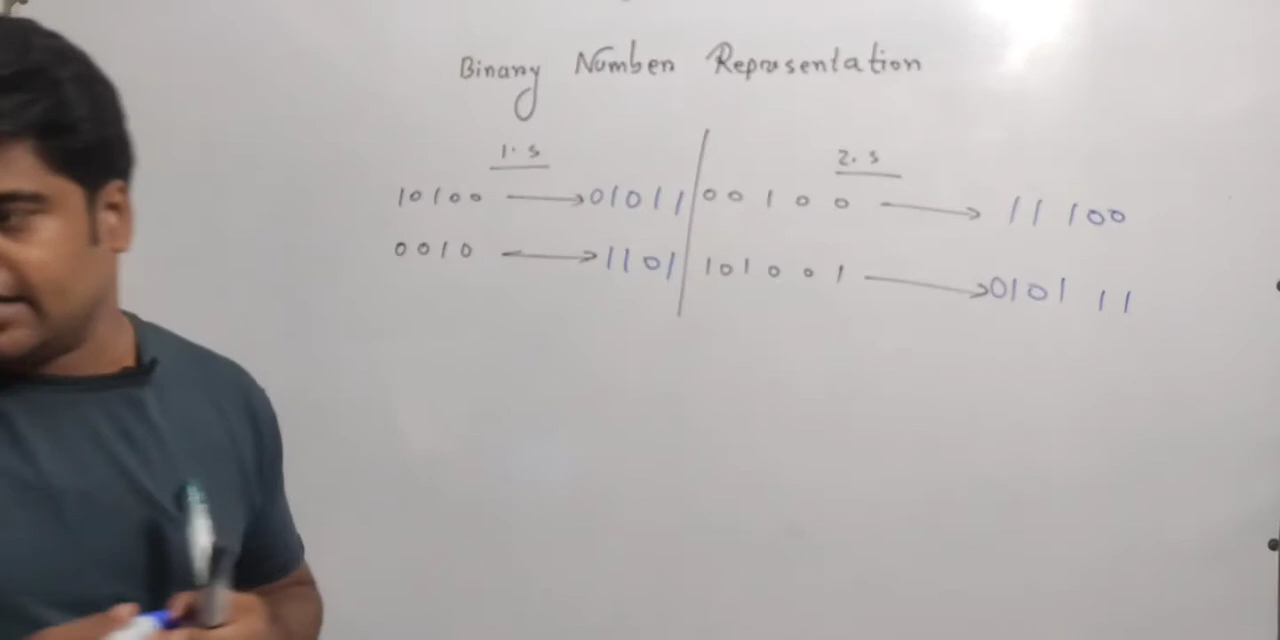 Binary Number Representation
1's 2's
10100 → 01011 | 00100 → 11100
0010 → 1101 | 101001 → 010111